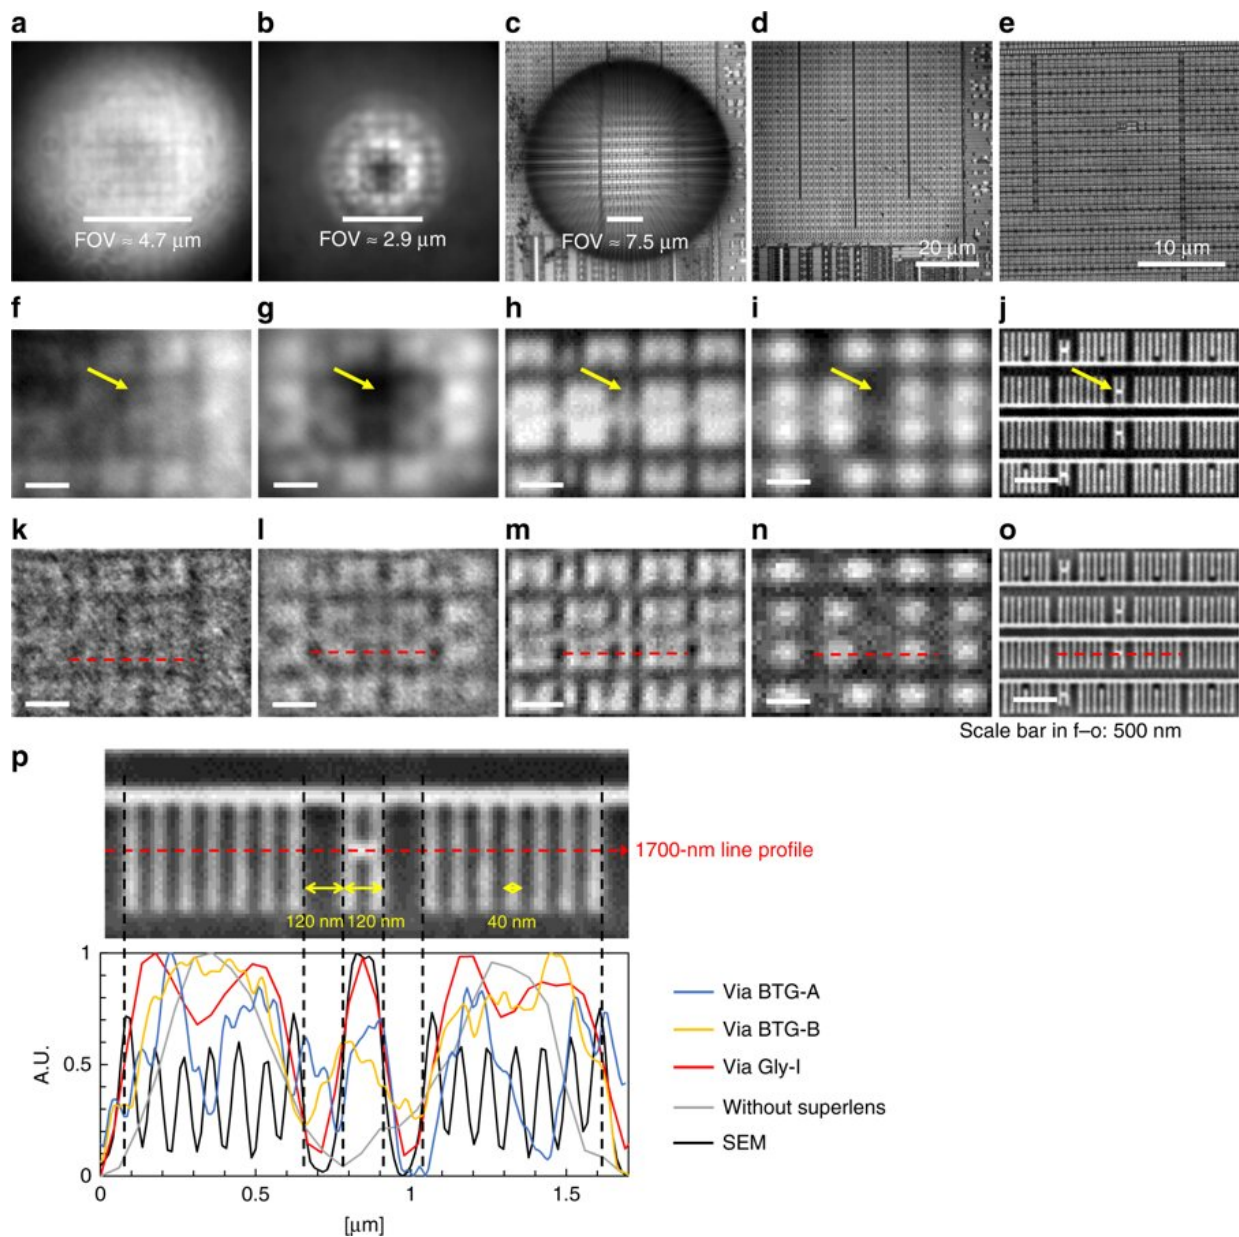 a
b
c
d
e
FOV ≈ 4.7 μm
FOV ≈ 2.9 μm
FOV ≈ 7.5 μm
20 μm
10 μm
f
g
h
i
j
k
l
m
n
o
Scale bar in f–o: 500 nm
p
1700-nm line profile
120 nm
120 nm
40 nm
1
0.5
0
A.U.
0
0.5
1
1.5
[μm]
Via BTG-A
Via BTG-B
Via Gly-I
Without superlens
SEM